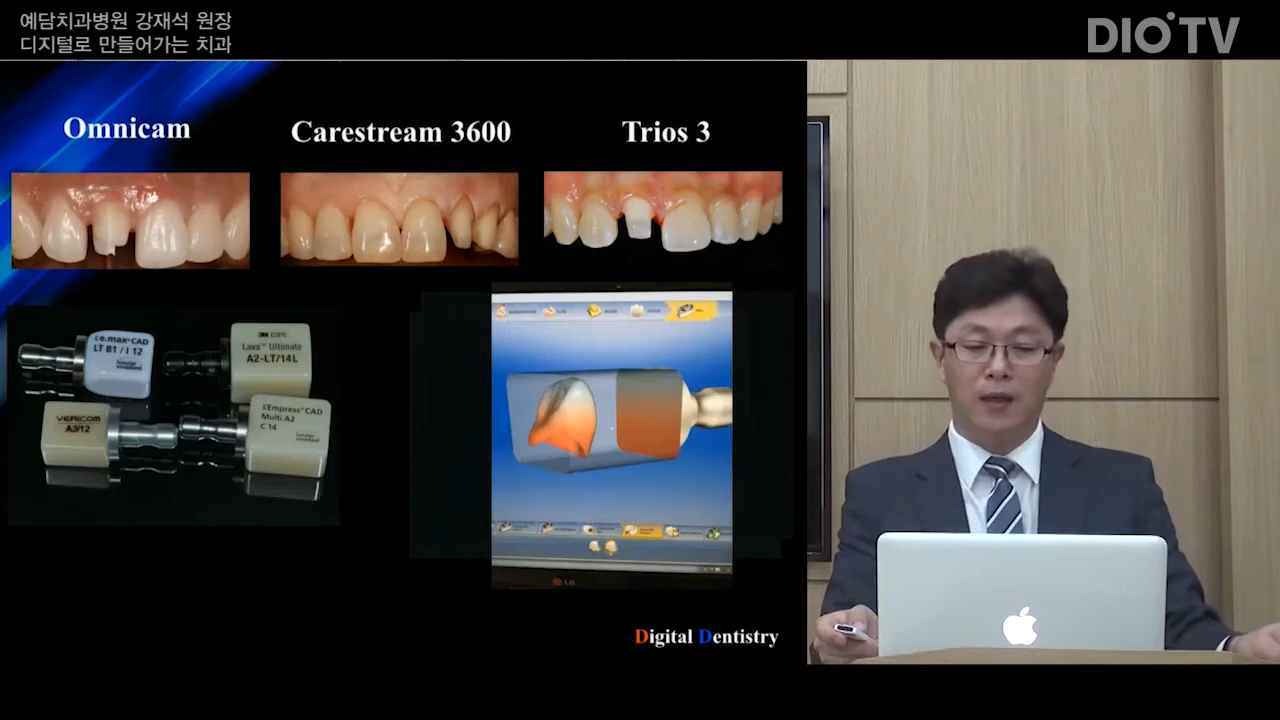 예담치과병원 강재석 원장
디지털로 만들어가는 치과
DIO TV
Omnicam
Carestream 3600
Trios 3
e.max CAD
LT B1 / I 12
3M ESPE
Lava™ Ultimate
A2-LT/14L
VERICOM
A3/12
Empress CAD
Multi A2
C 14
LG
Digital Dentistry